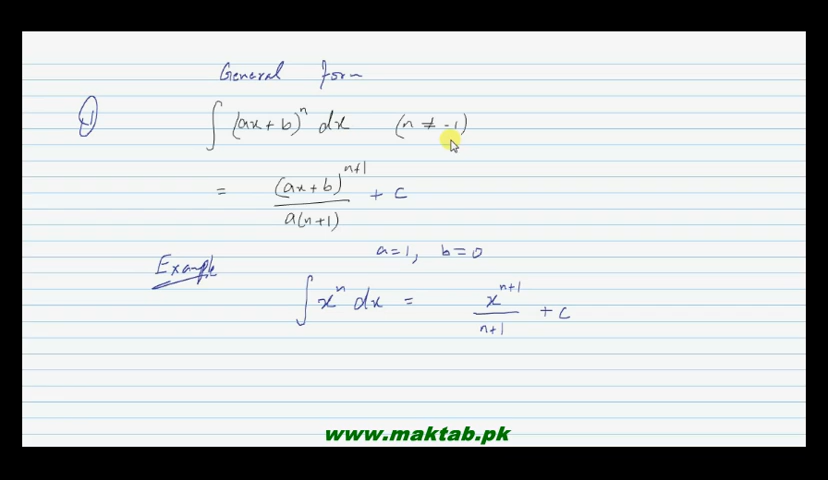 General form
1 ∫ (ax + b)^n dx (n ≠ -1)
= (ax + b)^(n+1) / a(n+1) + c
a=1, b=0
Example
∫ x^n dx = x^(n+1) / (n+1) + c
www.maktab.pk